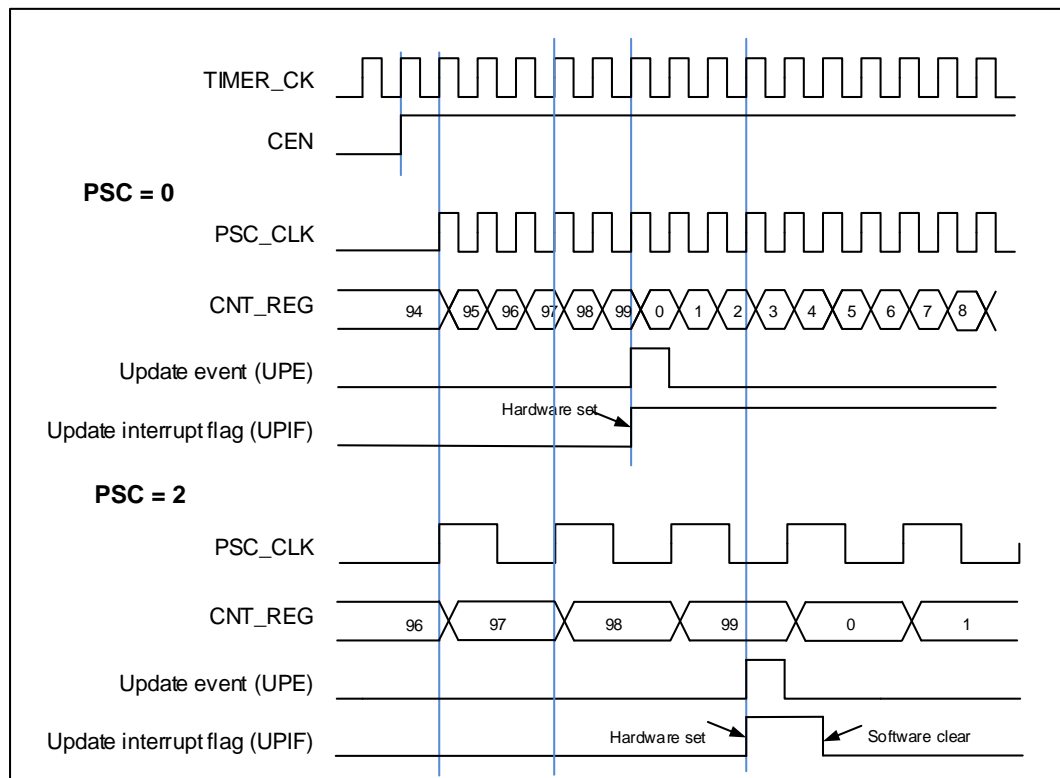 TIMER_CK
CEN
PSC = 0
PSC_CLK
CNT_REG 94 95 96 97 98 99 0 1 2 3 4 5 6 7 8
Update event (UPE)
Hardware set
Update interrupt flag (UPIF)
PSC = 2
PSC_CLK
CNT_REG 96 97 98 99 0 1
Update event (UPE)
Update interrupt flag (UPIF) Hardware set Software clear